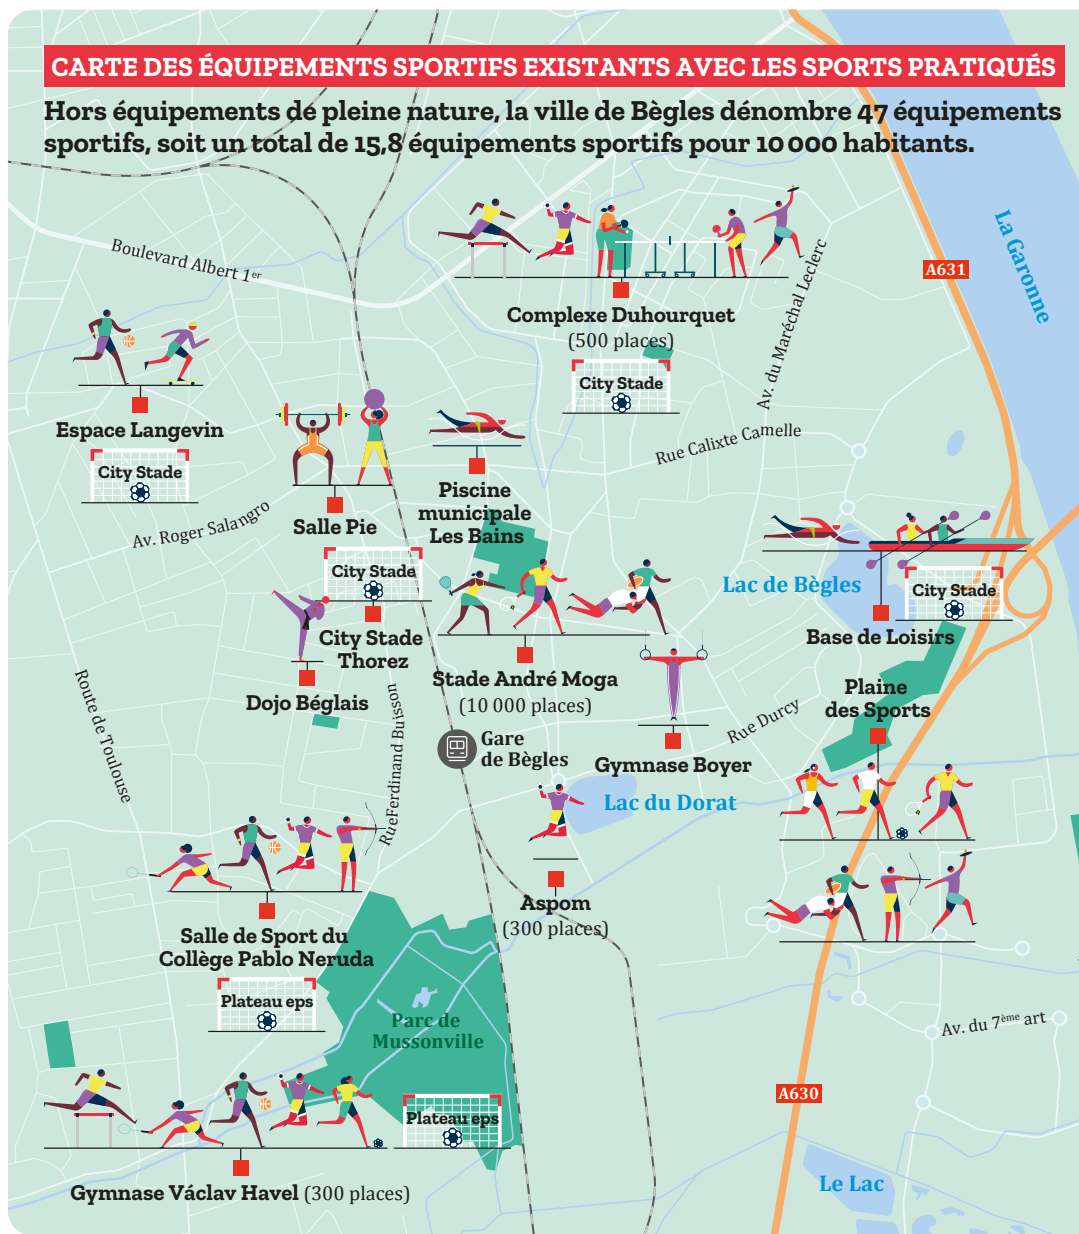 CARTE DES ÉQUIPEMENTS SPORTIFS EXISTANTS AVEC LES SPORTS PRATIQUÉS
Hors équipements de pleine nature, la ville de Bègles dénombre 47 équipements
sportifs, soit un total de 15,8 équipements sportifs pour 10 000 habitants.
Boulevard Albert 1er
La Garonne
A631
Av. du Maréchal Leclerc
Complexe Duhourquet
(500 places)
City Stade
Espace Langevin
City Stade
Rue Calixte Camelle
Av. Roger Salangro
Salle Pie
Piscine
municipale
Les Bains
City Stade
City Stade
Thorez
Dojo Béglais
Lac de Bègles
City Stade
Base de Loisirs
Stade André Moga
(10 000 places)
Plaine
des Sports
Route de Toulouse
RueFerdinand Buisson
Gare
de Bègles
Gymnase Boyer
Rue Durcy
Lac du Dorat
Aspom
(300 places)
Salle de Sport du
Collège Pablo Neruda
Plateau eps
Parc de
Mussonville
Av. du 7ème art
A630
Plateau eps
Gymnase Václav Havel (300 places)
Le Lac